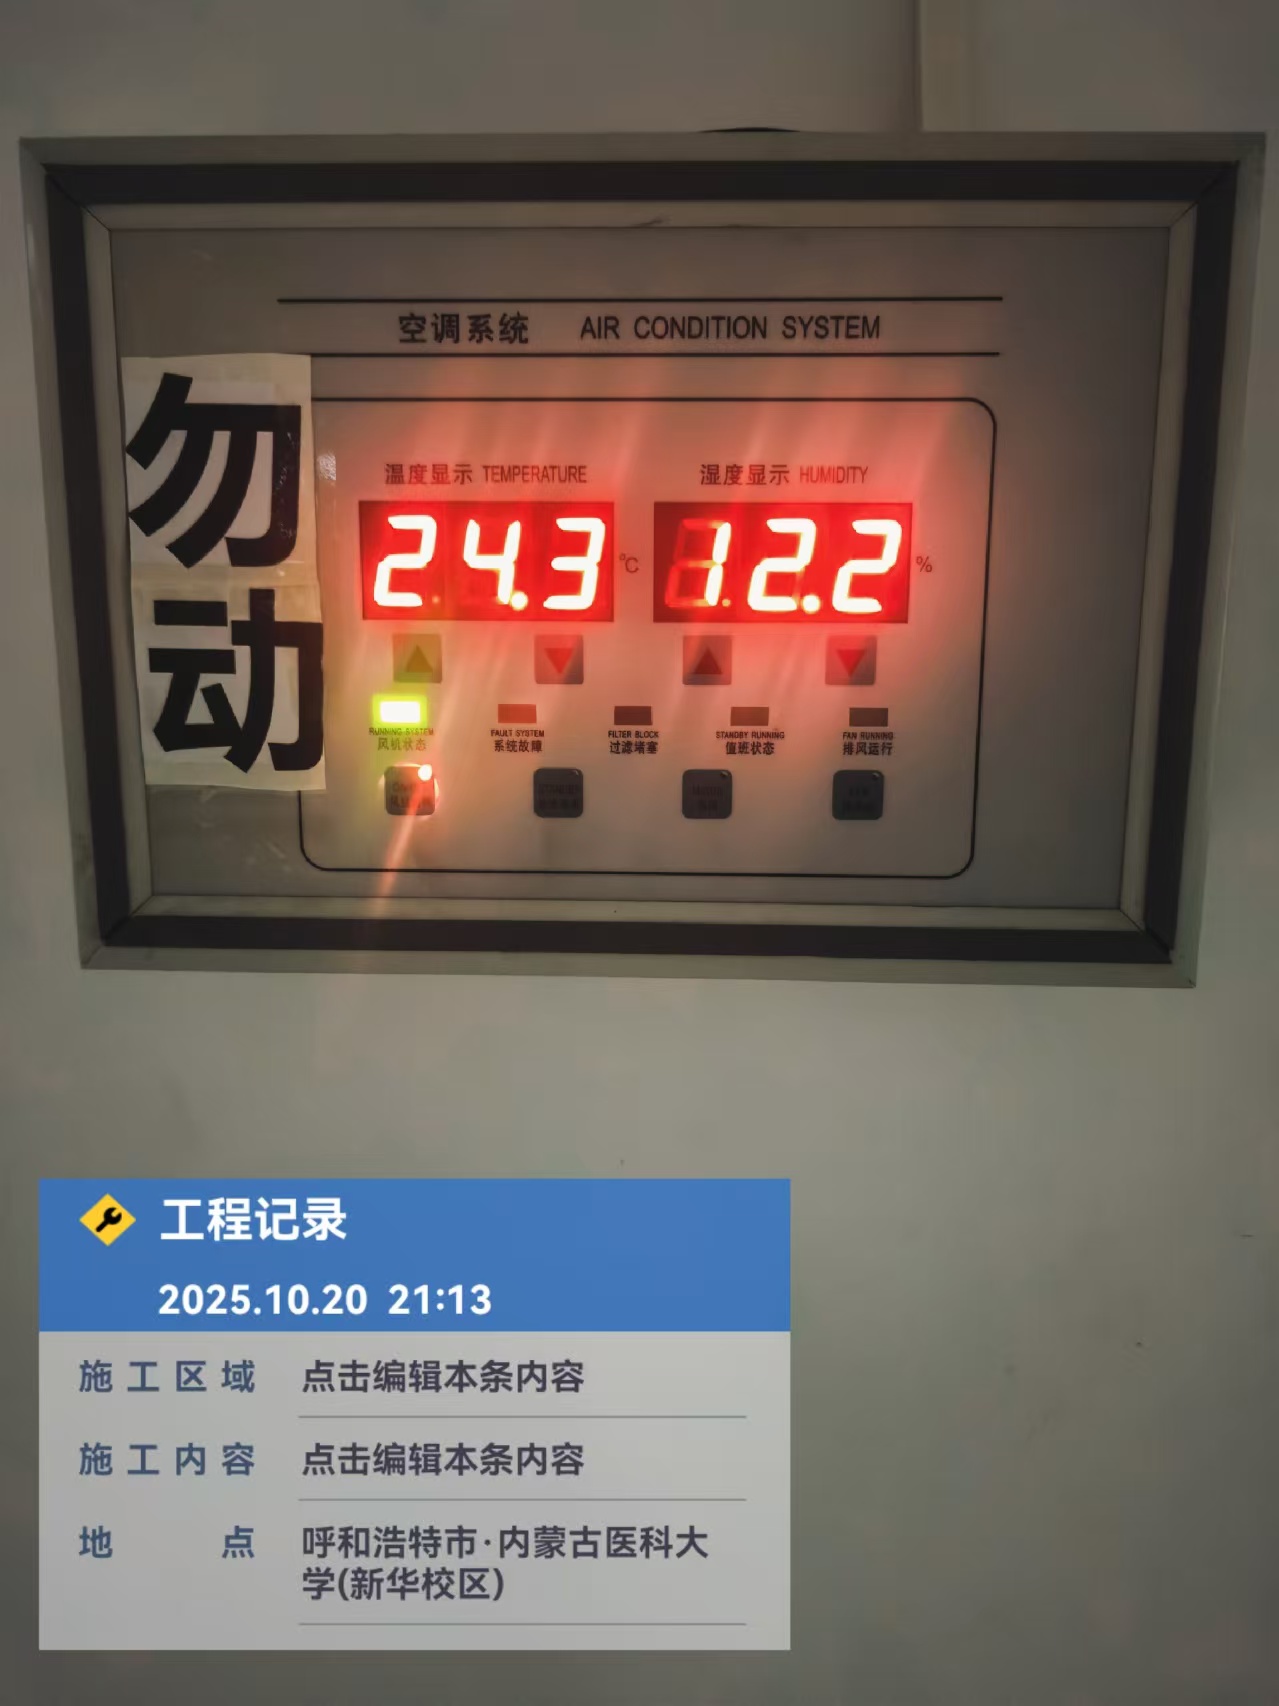 空调系统 AIR CONDITION SYSTEM
勿动
温度显示 TEMPERATURE
湿度显示 HUMIDITY
24.3 °C
12.2 %
RUNNING SYSTEM
风机状态
FAULT SYSTEM
系统故障
FILTER BLOCK
过滤堵塞
STANDBY RUNNING
值班状态
FAN RUNNING
排风运行
工程记录
2025.10.20 21:13
施工区域 点击编辑本条内容
施工内容 点击编辑本条内容
地点 呼和浩特市·内蒙古医科大
学(新华校区)